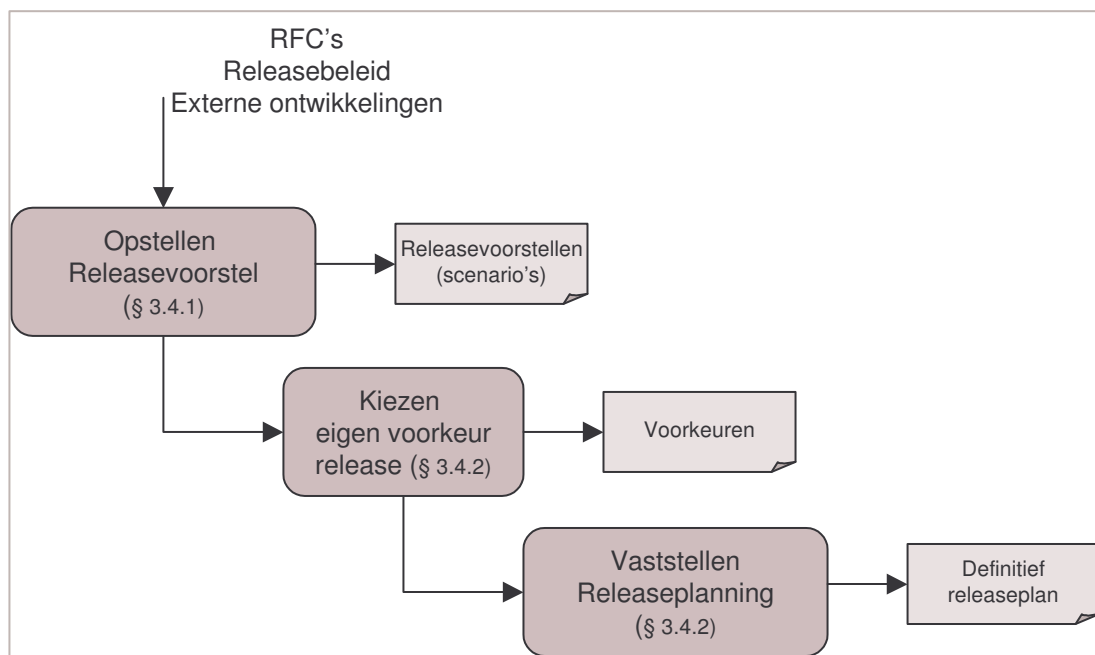 RFC's
Releasebeleid
Externe ontwikkelingen
Opstellen
Releasevoorstel
(§ 3.4.1)
Releasevoorstellen
(scenario's)
Kiezen
eigen voorkeur
release (§ 3.4.2)
Voorkeuren
Vaststellen
Releaseplanning
(§ 3.4.2)
Definitief
releaseplan